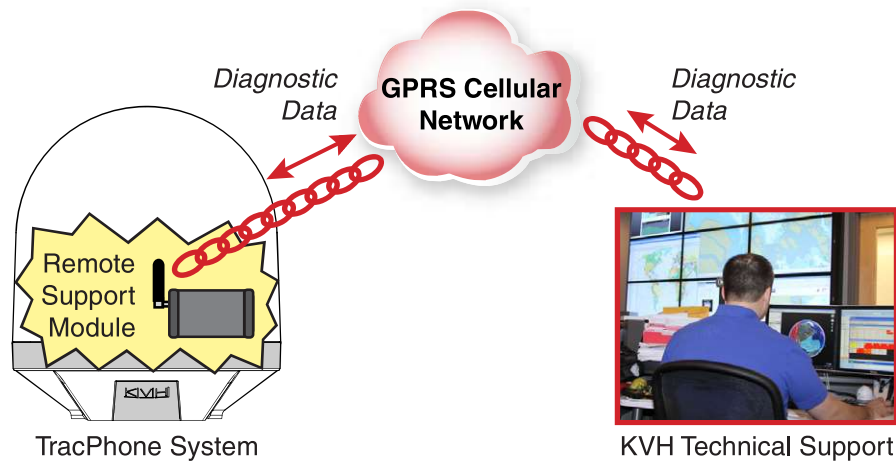 Diagnostic
Data
GPRS Cellular
Network
Diagnostic
Data
Remote
Support
Module
KVH
TracPhone System
KVH Technical Support